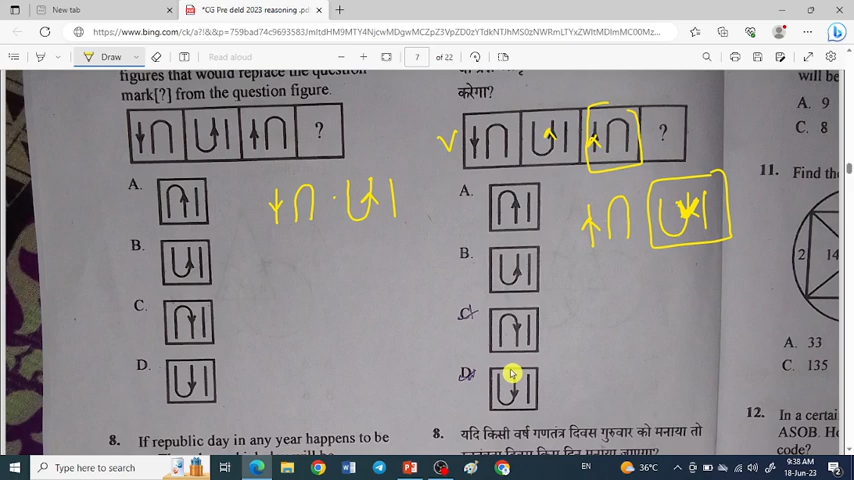 New tab
*CG Pre deld 2023 reasoning .pdf
https://www.bing.com/ck/a?!&&p=759bad74c9693583JmltdHM9MTY4NjcwMDgwMCZpZ3VpZD0zYzTkNTJhMS0zNWRmLTYxZWItMDlmMC00Mz...
Draw
Read aloud
7 of 22
figures that would replace the question
mark[?] from the question figure.
करेगा?
?
?
A.
B.
C.
D.
A.
B.
C.
D.
8. If republic day in any year happens to be
8. यदि किसी वर्ष गणतंत्र दिवस गुरुवार को मनाया तो
will be
A. 9
C. 8
11. Find the
2
14
A. 33
C. 135
12. In a certai
ASOB. Ho
code?
Type here to search
36°C
EN
9:38 AM
18-Jun-23